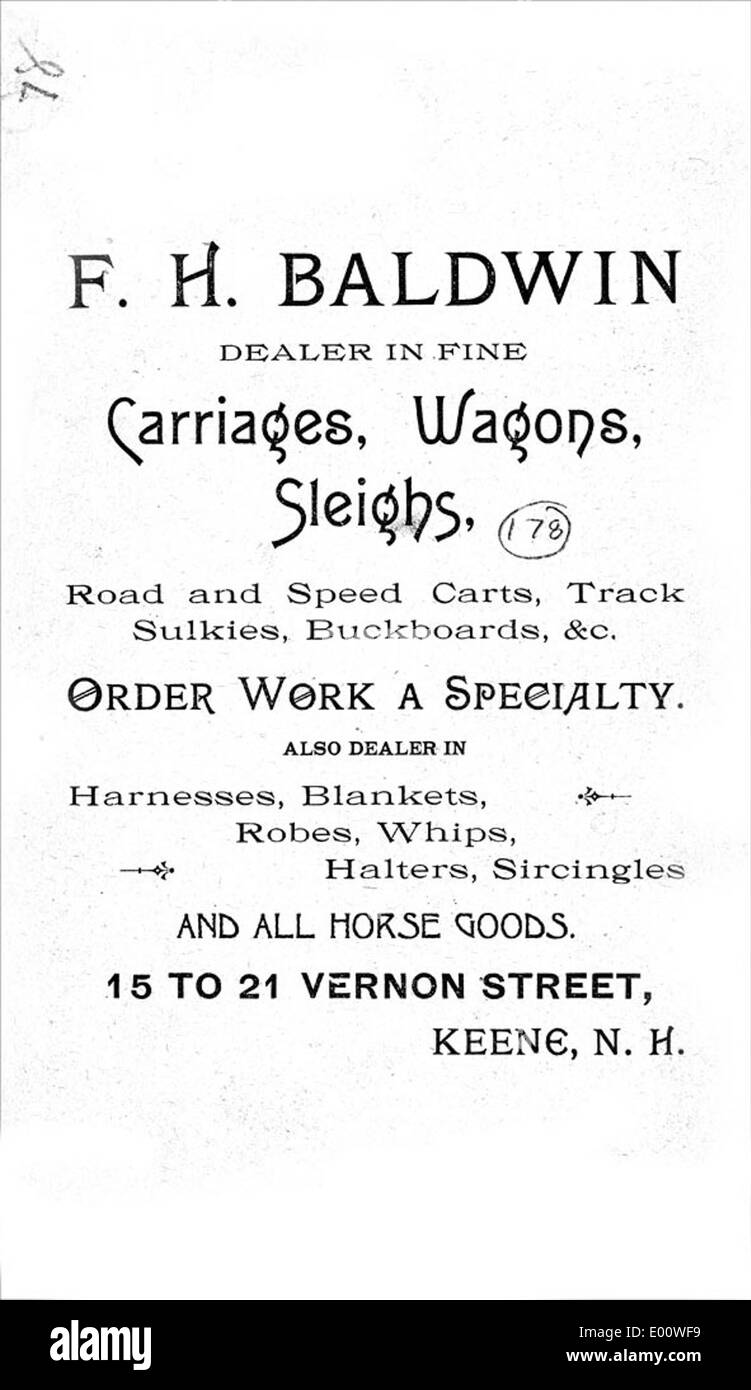 78
F. H. BALDWIN
DEALER IN FINE
Carriages, Wagons,
Sleighs,
178
Road and Speed Carts, Track
Sulkies, Buckboards, &c.
ORDER WORK A SPECIALTY.
ALSO DEALER IN
Harnesses, Blankets,
Robes, Whips,
Halters, Sircingles
AND ALL HORSE GOODS.
15 TO 21 VERNON STREET,
KEENE, N. H.
alamy
Image ID: E00WF9
www.alamy.com